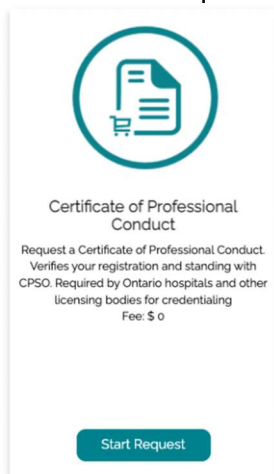 Certificate of Professional
Conduct
Request a Certificate of Professional Conduct.
Verifies your registration and standing with
CPSO. Required by Ontario hospitals and other
licensing bodies for credentialing
Fee: $ 0
Start Request